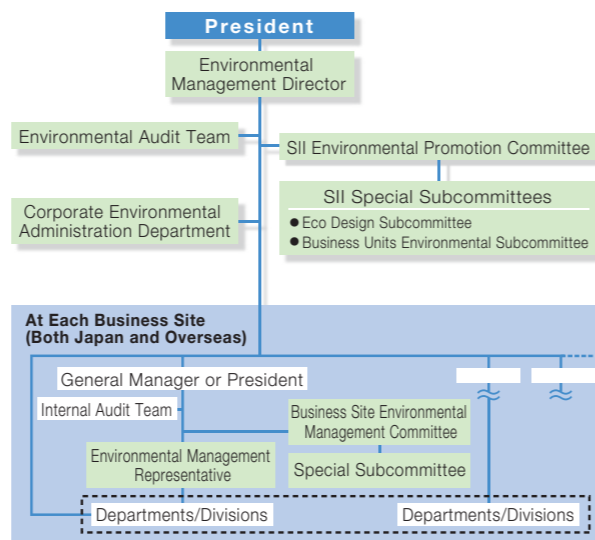 President
Environmental
Management Director
Environmental Audit Team
SII Environmental Promotion Committee
SII Special Subcommittees
● Eco Design Subcommittee
● Business Units Environmental Subcommittee
Corporate Environmental
Administration Department
At Each Business Site
(Both Japan and Overseas)
General Manager or President
Internal Audit Team
Business Site Environmental
Management Committee
Environmental Management
Representative
Special Subcommittee
Departments/Divisions
Departments/Divisions